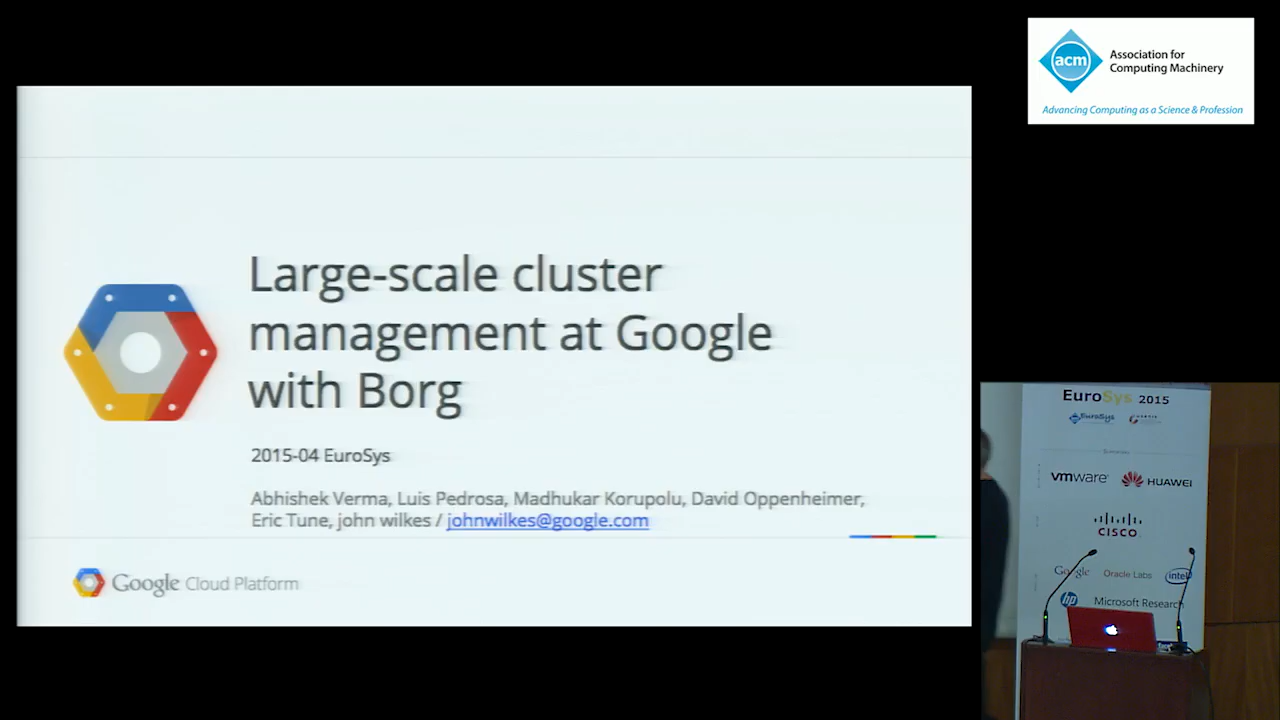 acm
Association for
Computing Machinery
Advancing Computing as a Science & Profession
Large-scale cluster
management at Google
with Borg
2015-04 EuroSys
Abhishek Verma, Luis Pedrosa, Madhukar Korupolu, David Oppenheimer,
Eric Tune, john wilkes / johnwilkes@google.com
Google Cloud Platform
EuroSys 2015
EuroSys
vmware HUAWEI
CISCO
Google Oracle Labs intel
hp Microsoft Research